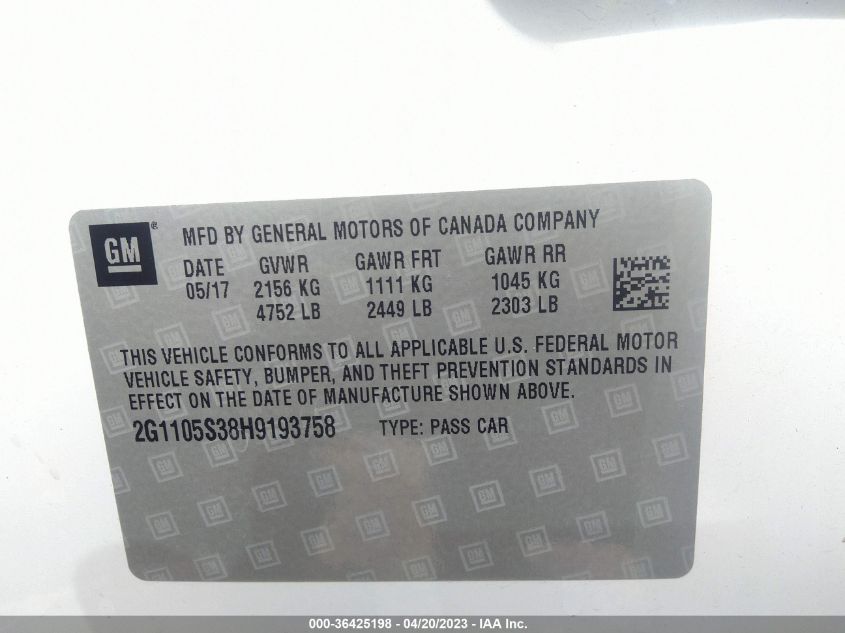 GM ®
MFD BY GENERAL MOTORS OF CANADA COMPANY
DATE GVWR GAWR FRT GAWR RR
05/17 2156 KG 1111 KG 1045 KG
4752 LB 2449 LB 2303 LB
THIS VEHICLE CONFORMS TO ALL APPLICABLE U.S. FEDERAL MOTOR
VEHICLE SAFETY, BUMPER, AND THEFT PREVENTION STANDARDS IN
EFFECT ON THE DATE OF MANUFACTURE SHOWN ABOVE.
2G1105S38H9193758 TYPE: PASS CAR
000-36425198 - 04/20/2023 - IAA Inc.